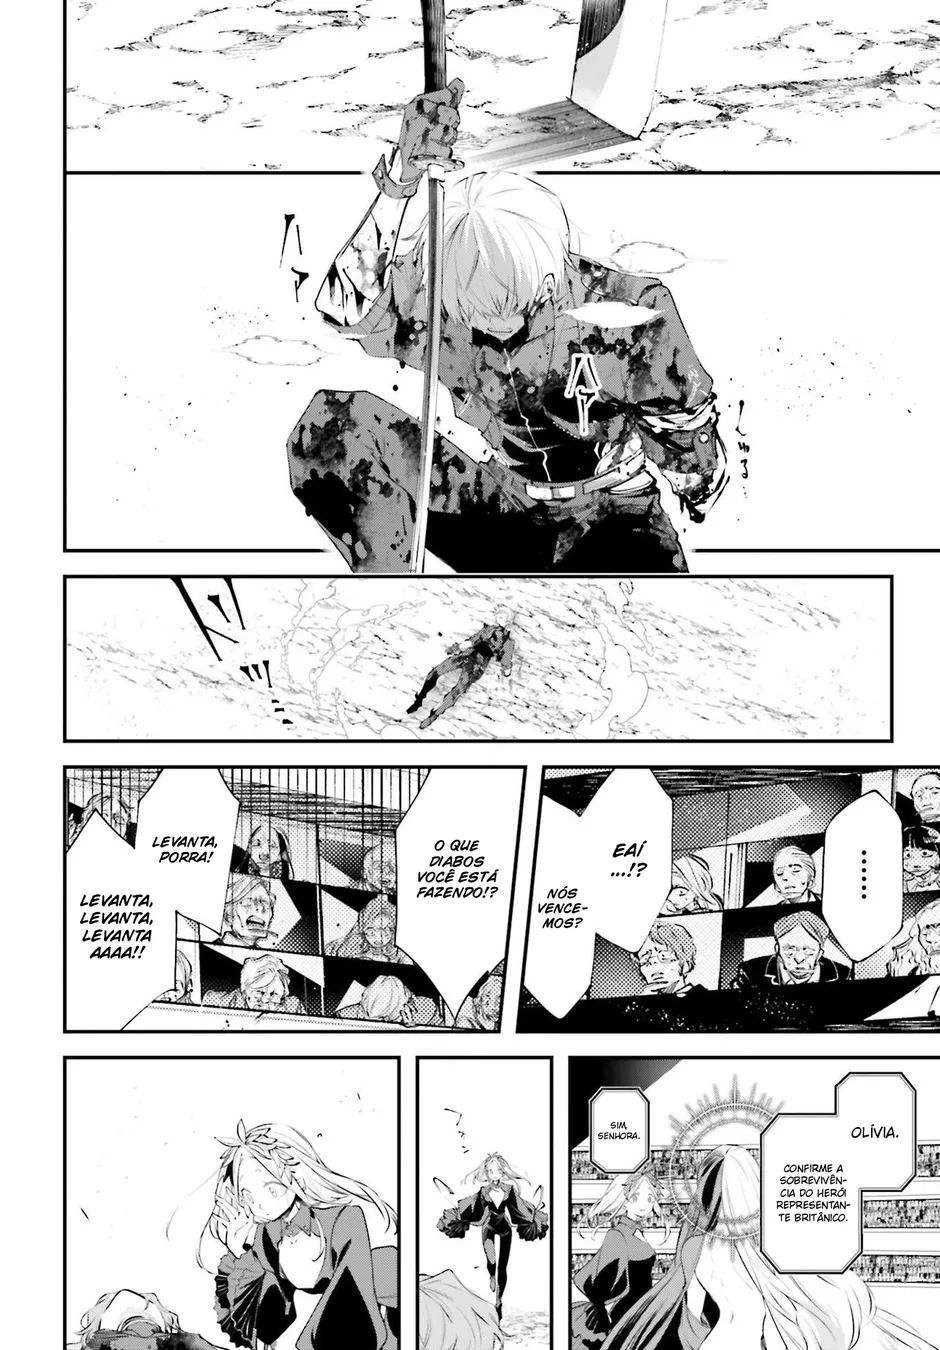 ......
EAÍ
...!?
NÓS
VENCE-
MOS?
O QUE
DIABOS
VOCÊ ESTÁ
FAZENDO!?
LEVANTA,
PORRA!
LEVANTA,
LEVANTA,
LEVANTA
AAAA!!
OLÍVIA.
CONFIRME A
SOBREVIVÊN-
CIA DO HERÓI
REPRESENTAN-
TE BRITÂNICO.
SIM,
SENHORA.